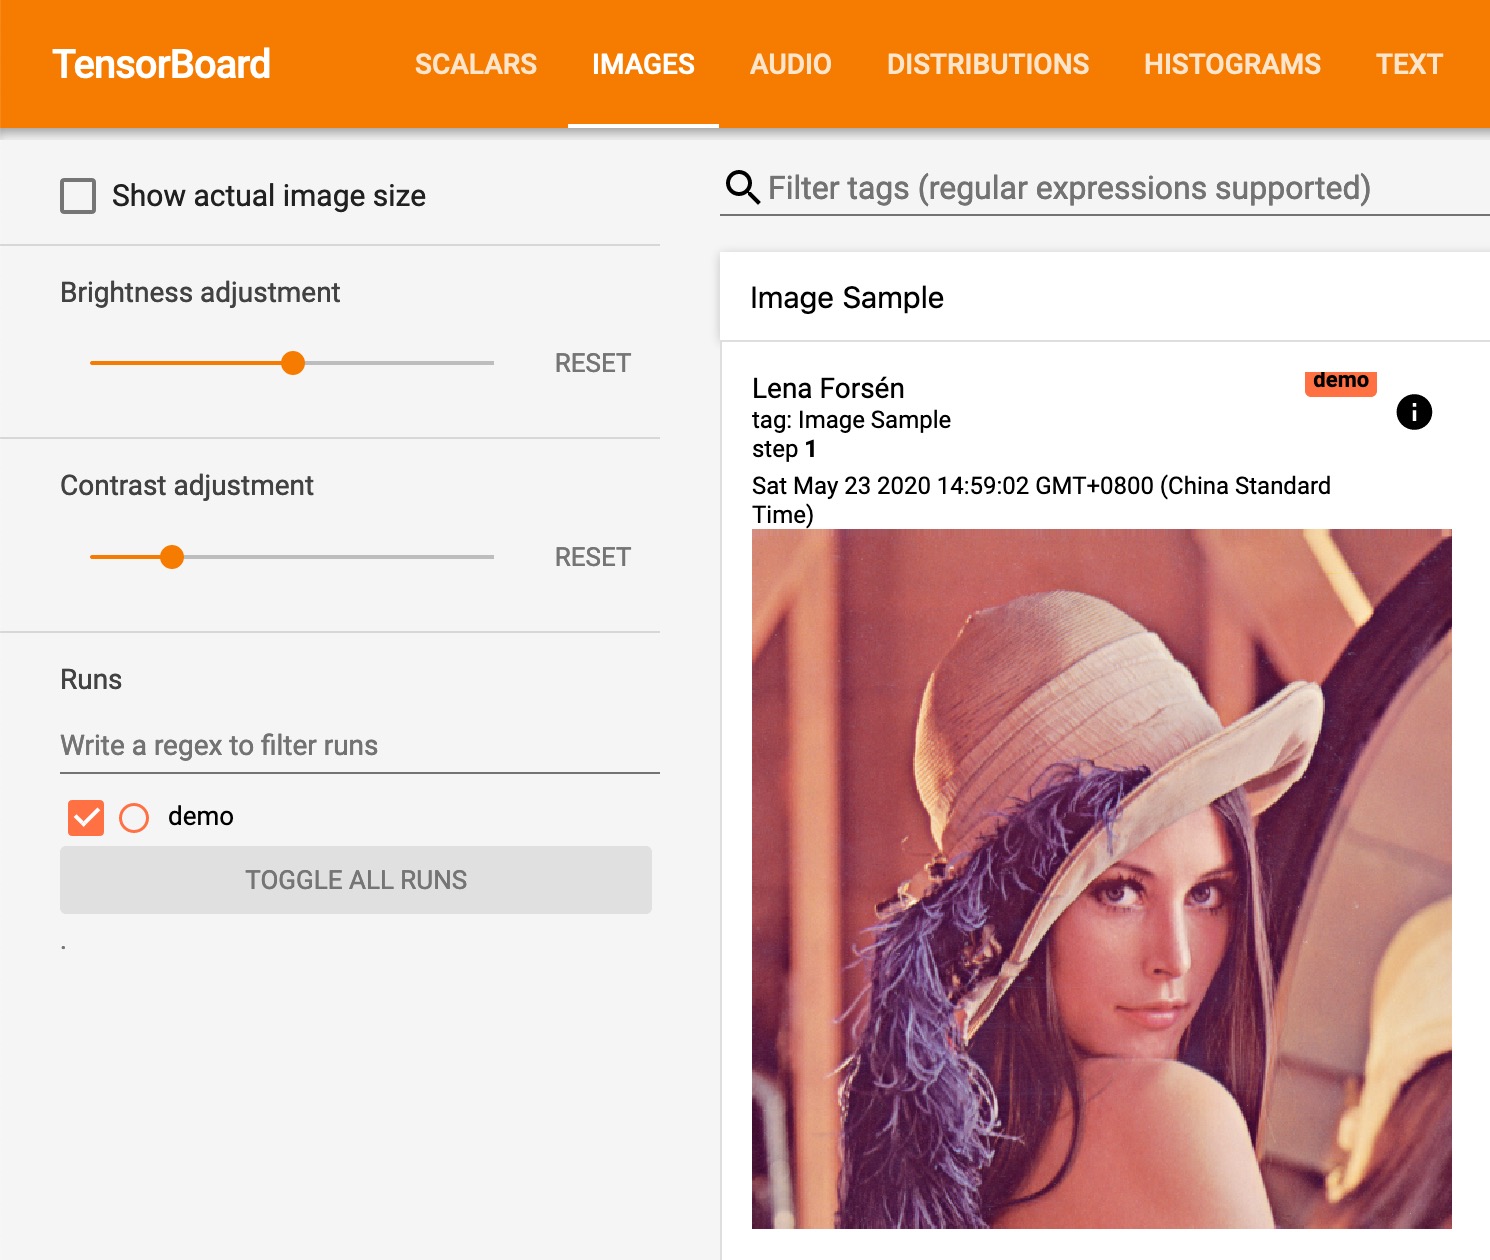 TensorBoard
SCALARS
IMAGES
AUDIO
DISTRIBUTIONS
HISTOGRAMS
TEXT
Show actual image size
Brightness adjustment
RESET
Contrast adjustment
RESET
Runs
Write a regex to filter runs
demo
TOGGLE ALL RUNS
.
Filter tags (regular expressions supported)
Image Sample
Lena Forsén
demo
tag: Image Sample
step 1
Sat May 23 2020 14:59:02 GMT+0800 (China Standard
Time)